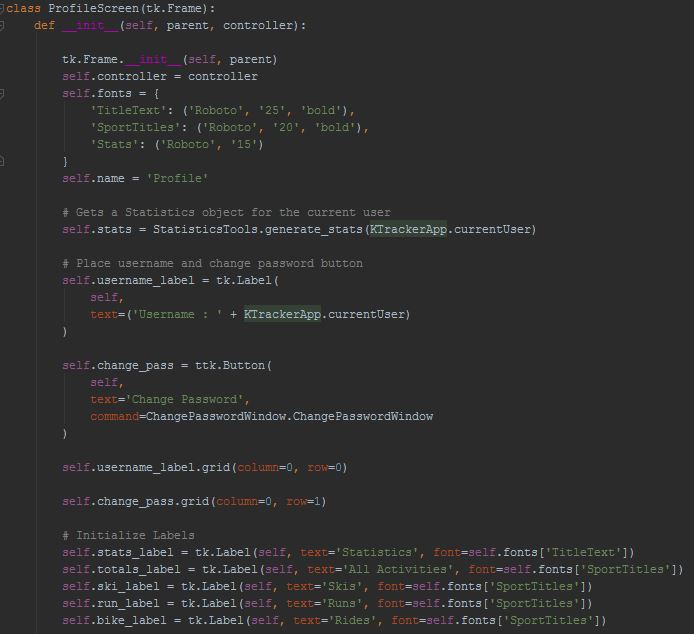 class ProfileScreen(tk.Frame):
    def __init__(self, parent, controller):

        tk.Frame.__init__(self, parent)
        self.controller = controller
        self.fonts = {
            'TitleText': ('Roboto', '25', 'bold'),
            'SportTitles': ('Roboto', '20', 'bold'),
            'Stats': ('Roboto', '15')
        }
        self.name = 'Profile'

        # Gets a Statistics object for the current user
        self.stats = StatisticsTools.generate_stats(KTrackerApp.currentUser)

        # Place username and change password button
        self.username_label = tk.Label(
            self,
            text=('Username : ' + KTrackerApp.currentUser)
        )

        self.change_pass = ttk.Button(
            self,
            text='Change Password',
            command=ChangePasswordWindow.ChangePasswordWindow
        )

        self.username_label.grid(column=0, row=0)

        self.change_pass.grid(column=0, row=1)

        # Initialize Labels
        self.stats_label = tk.Label(self, text='Statistics', font=self.fonts['TitleText'])
        self.totals_label = tk.Label(self, text='All Activities', font=self.fonts['SportTitles'])
        self.ski_label = tk.Label(self, text='Skis', font=self.fonts['SportTitles'])
        self.run_label = tk.Label(self, text='Runs', font=self.fonts['SportTitles'])
        self.bike_label = tk.Label(self, text='Rides', font=self.fonts['SportTitles'])